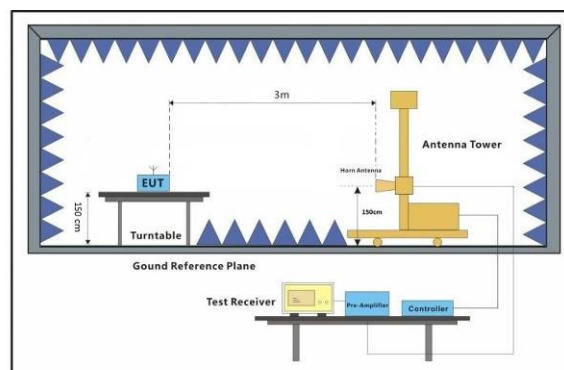 3m
Antenna Tower
Horn Antenna
EUT
150 cm
150cm
Turntable
Gound Reference Plane
Test Receiver
Pre-Amplifier
Controller